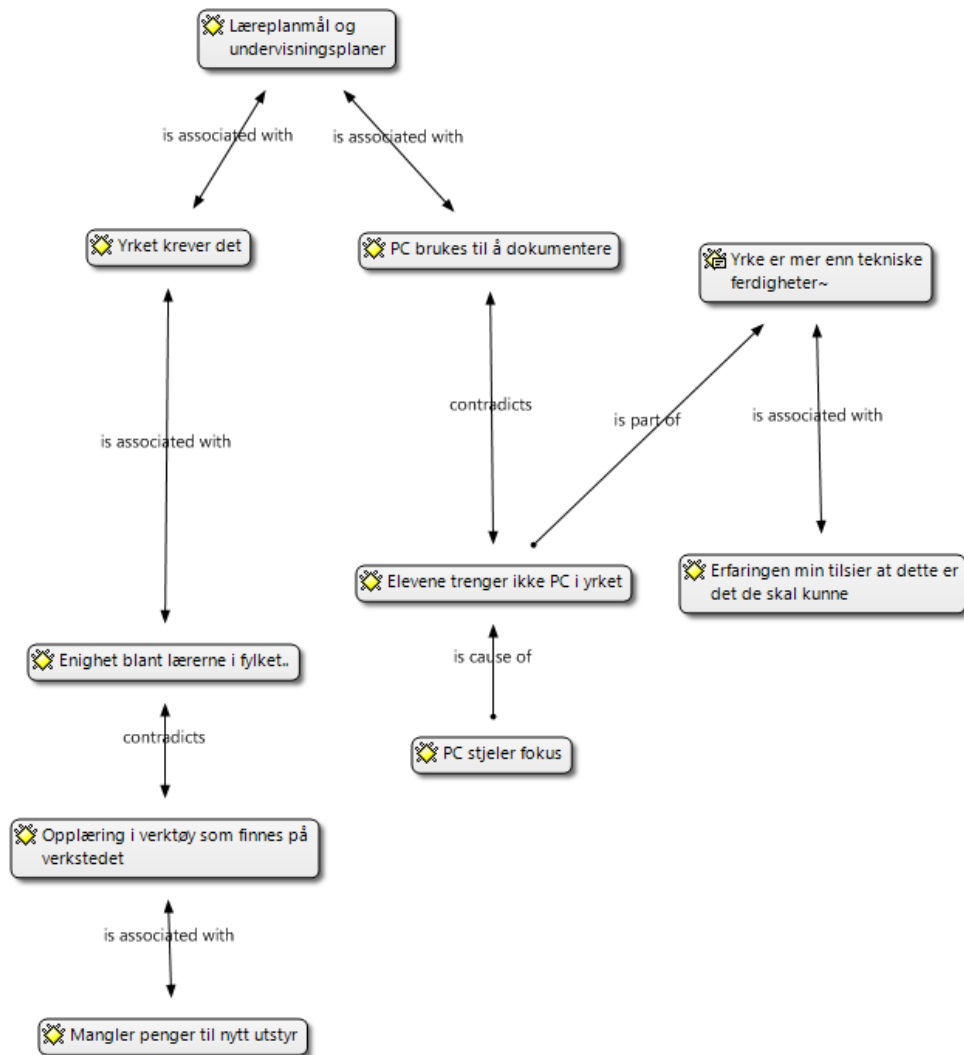 Læreplanmål og
undervisningsplaner
is associated with
is associated with
Yrket krever det
PC brukes til å dokumentere
Yrke er mer enn tekniske
ferdigheter~
contradicts
is part of
is associated with
is associated with
Elevene trenger ikke PC i yrket
Erfaringen min tilsier at dette er
det de skal kunne
Enighet blant lærerne i fylket..
is cause of
contradicts
PC stjeler fokus
Opplæring i verktøy som finnes på
verkstedet
is associated with
Mangler penger til nytt utstyr